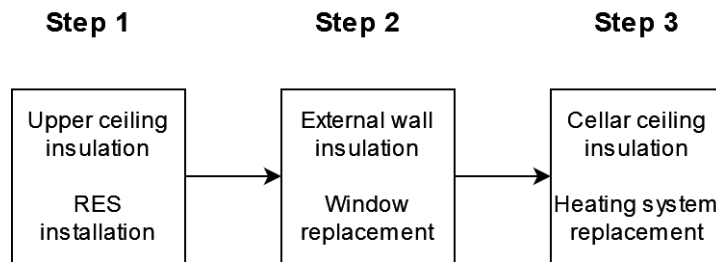 Step 1
Step 2
Step 3
Upper ceiling
insulation
RES
installation
External wall
insulation
Window
replacement
Cellar ceiling
insulation
Heating system
replacement